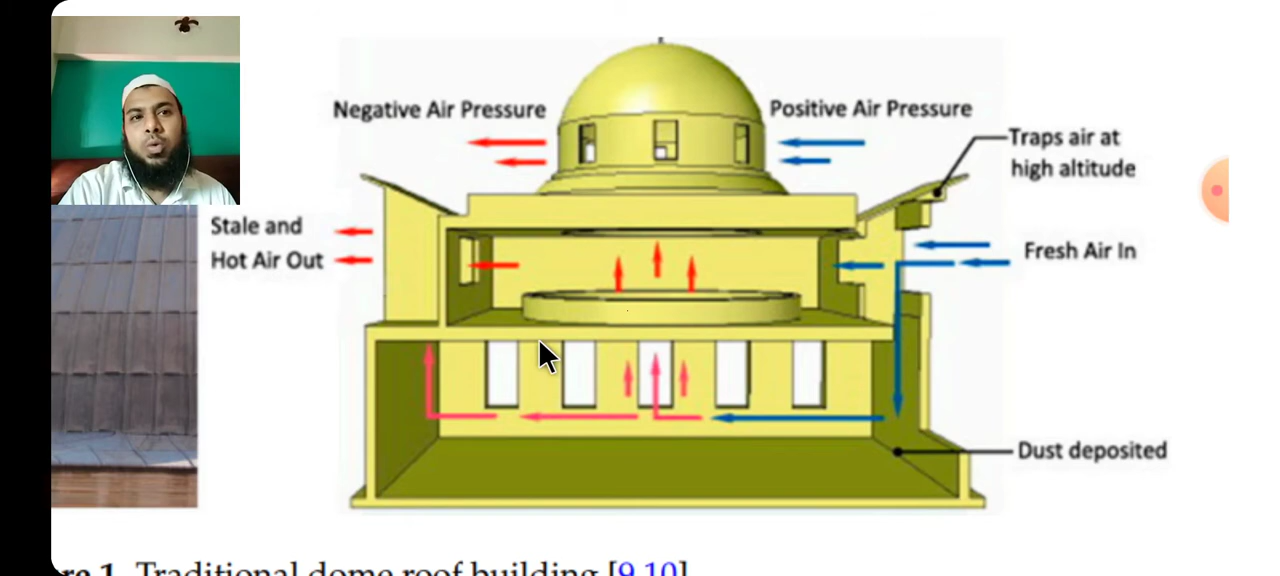 Negative Air Pressure
Positive Air Pressure
Traps air at
high altitude
Stale and
Hot Air Out
Fresh Air In
Dust deposited
1. Traditional dome roof building [9,10]